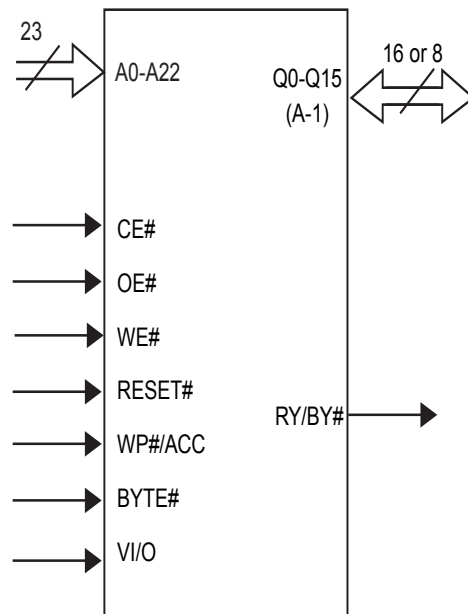 23
A0-A22
16 or 8
Q0-Q15
(A-1)
CE#
OE#
WE#
RESET#
RY/BY#
WP#/ACC
BYTE#
VI/O